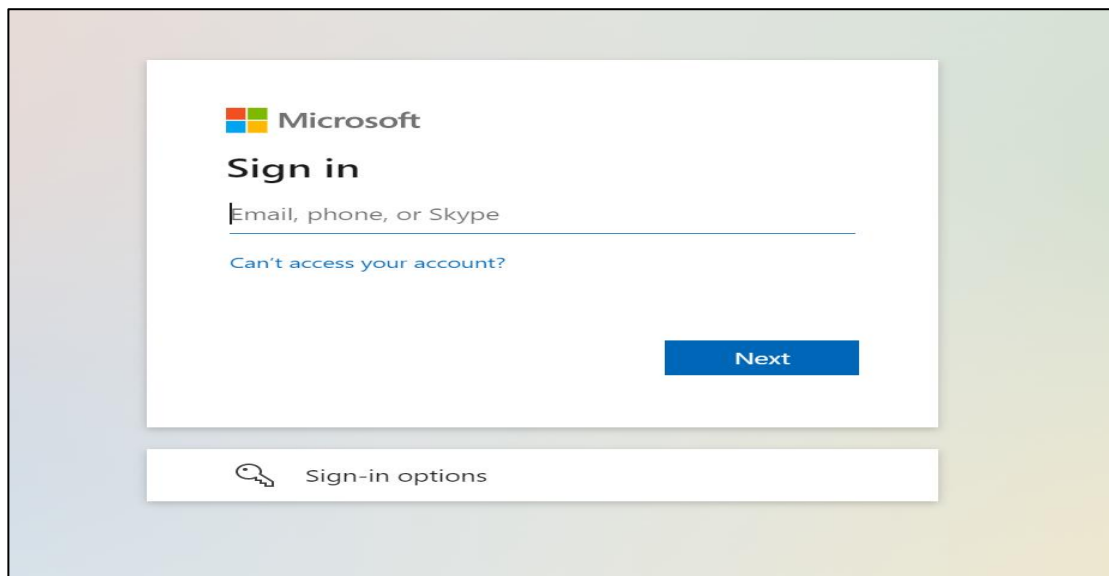 Microsoft
Sign in
Email, phone, or Skype
Can't access your account?
Next
Sign-in options